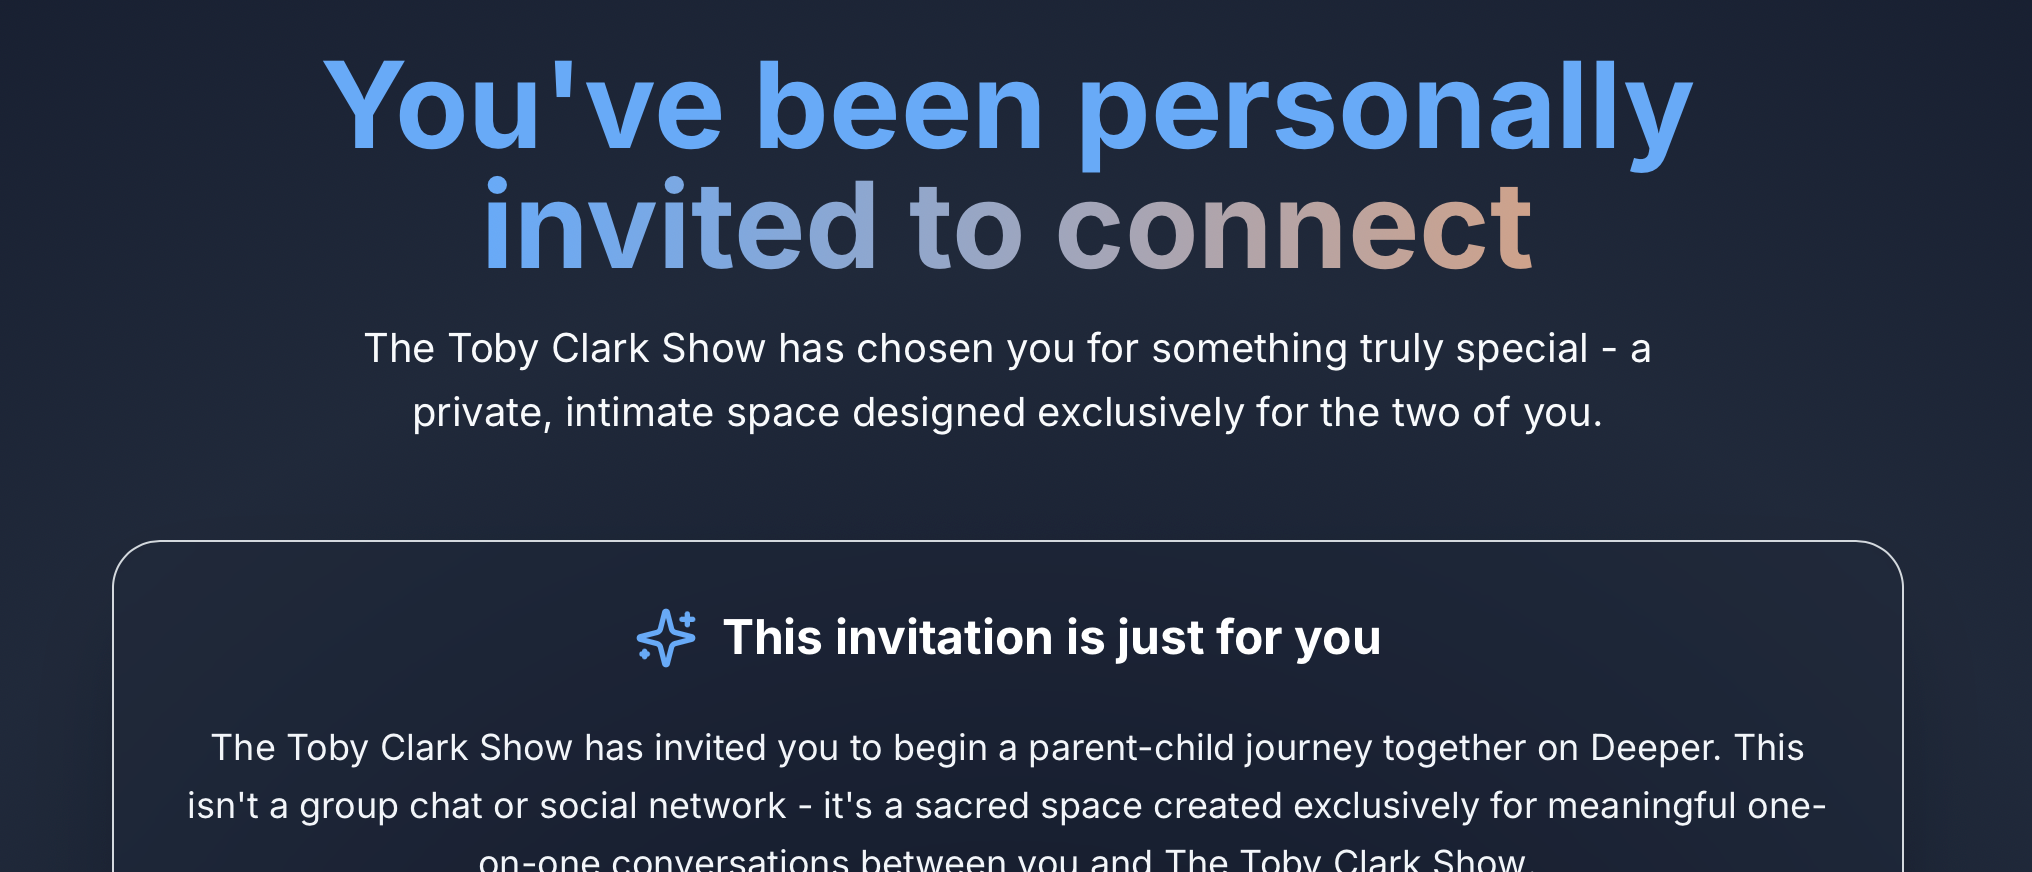 You've been personally
invited to connect
The Toby Clark Show has chosen you for something truly special - a
private, intimate space designed exclusively for the two of you.
This invitation is just for you
The Toby Clark Show has invited you to begin a parent-child journey together on Deeper. This
isn't a group chat or social network - it's a sacred space created exclusively for meaningful one-
on-one conversations between you and The Toby Clark Show.